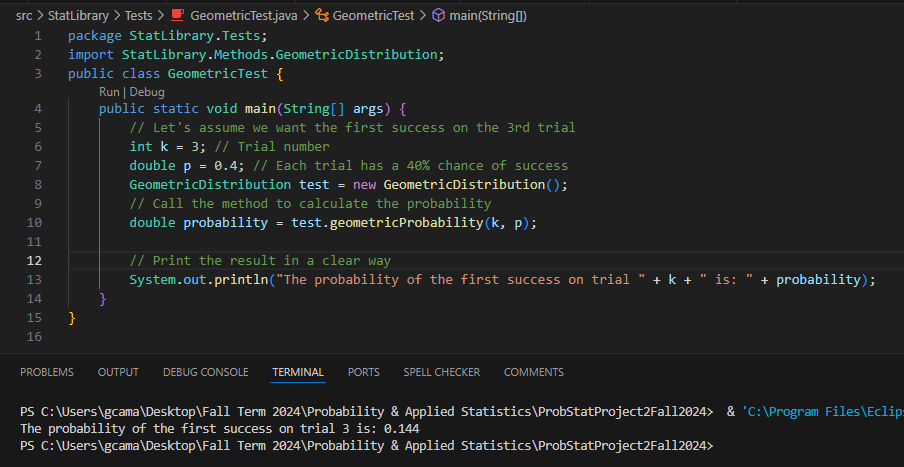 src > StatLibrary > Tests > GeometricTest.java > GeometricTest > main(String[])
1 package StatLibrary.Tests;
2 import StatLibrary.Methods.GeometricDistribution;
3 public class GeometricTest {
Run | Debug
4 public static void main(String[] args) {
5 // Let's assume we want the first success on the 3rd trial
6 int k = 3; // Trial number
7 double p = 0.4; // Each trial has a 40% chance of success
8 GeometricDistribution test = new GeometricDistribution();
9 // Call the method to calculate the probability
10 double probability = test.geometricProbability(k, p);
11
12 // Print the result in a clear way
13 System.out.println("The probability of the first success on trial " + k + " is: " + probability);
14 }
15 }
16
PROBLEMS OUTPUT DEBUG CONSOLE TERMINAL PORTS SPELL CHECKER COMMENTS
PS C:\Users\gcama\Desktop\Fall Term 2024\Probability & Applied Statistics\ProbStatProject2Fall2024> & 'C:\Program Files\Eclip
The probability of the first success on trial 3 is: 0.144
PS C:\Users\gcama\Desktop\Fall Term 2024\Probability & Applied Statistics\ProbStatProject2Fall2024>